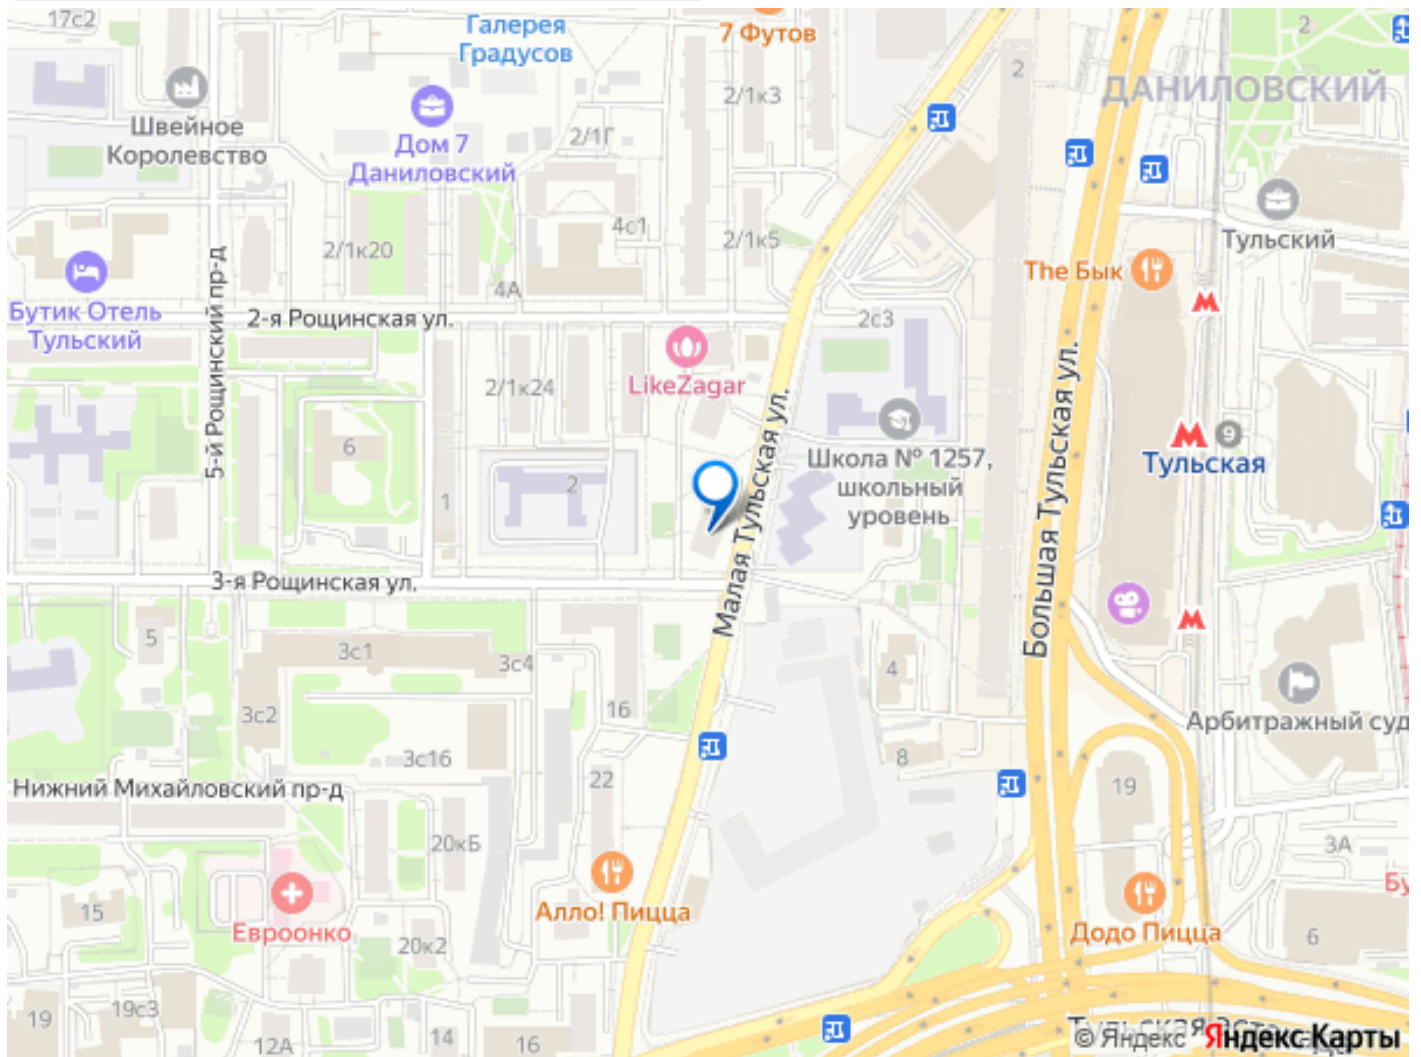 17с2
Галерея
Градусов
7 Футов
2
2
ДАНИЛОВСКИЙ
2/1к3
Швейное
Королевство
Дом 7
Даниловский
2/1Г
4с1
2/1к5
2/1к20
4А
Тульский
The Бык
Бутик Отель
Тульский
5-й Рощинский пр-д
2-я Рощинская ул.
2с3
LikeZagar
2/1к24
6
1
2
Малая Тульская ул.
Школа № 1257,
школьный
уровень
Большая Тульская ул.
9
Тульская
3-я Рощинская ул.
5
3с1
3с4
3с2
16
4
Арбитражный суд
3с16
8
Нижний Михайловский пр-д
22
19
20кБ
3А
Бу
15
Евроонко
Алло! Пицца
Додо Пицца
20к2
6
19с3
19
14
12А
16
© Яндекс Яндекс Карты